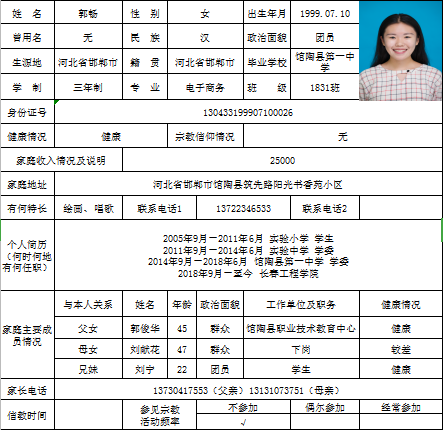 姓 名 郭畅 性 别 女 出生年月 1999.07.10
曾用名 无 民 族 汉 政治面貌 团员
生源地 河北省邯郸市 籍 贯 河北省邯郸市 毕业学校 馆陶县第一中学
学 制 三年制 专 业 电子商务 班 级 1831班
身份证号 130433199907100026
健康情况 健康 宗教信仰情况 无
家庭收入情况及说明 25000
家庭地址 河北省邯郸市馆陶县筑先路阳光书香苑小区
有何特长 绘画、唱歌 联系电话1 13722346533 联系电话2
个人简历（何时何地有何任职）
2005年9月—2011年6月 实验小学 学生
2011年9月—2014年6月 实验中学 学委
2014年9月—2018年6月 馆陶县第一中学 学委
2018年9月—至今 长春工程学院
家庭主要成员情况
与本人关系 姓名 年龄 政治面貌 工作单位及职务 健康情况
父女 郭俊华 45 群众 馆陶县职业技术教育中心 健康
母女 刘献花 47 群众 下岗 较差
兄妹 刘宁 22 团员 学生 健康
家长电话 13730417553（父亲）13131073751（母亲）
信教时间 参见宗教活动频率 不参加 偶尔参加 经常参加
√